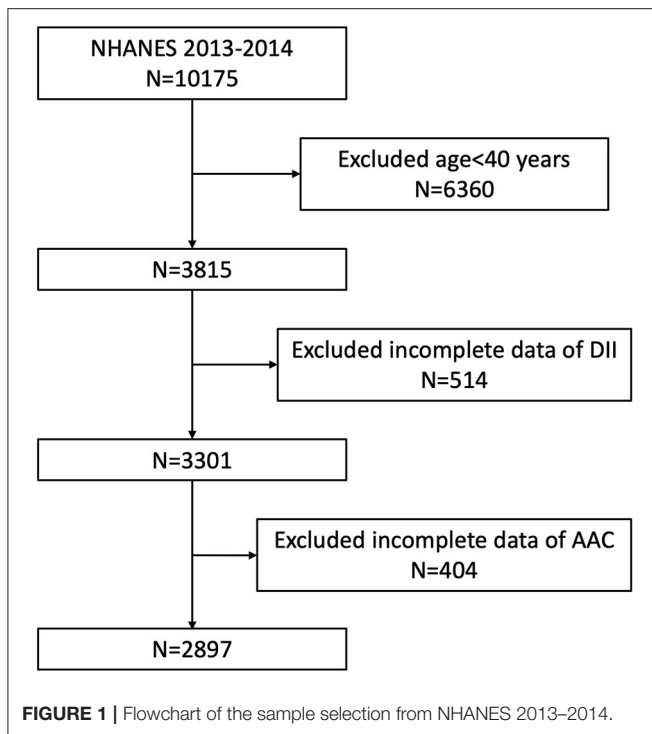 NHANES 2013-2014
N=10175
Excluded age<40 years
N=6360
N=3815
Excluded incomplete data of DII
N=514
N=3301
Excluded incomplete data of AAC
N=404
N=2897
FIGURE 1 | Flowchart of the sample selection from NHANES 2013–2014.